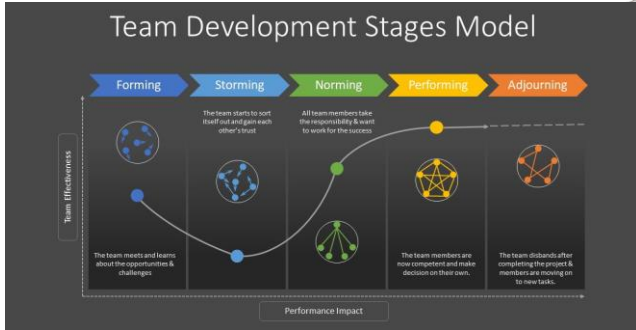 Team Development Stages Model
Forming
Storming
Norming
Performing
Adjourning
The team starts to sort
itself out and gain each
other's trust
All team members take
the responsibility & want
to work for the success
Team Effectiveness
The team meets and learns
about the opportunities &
challenges
The team members are
now competent and make
decision on their own.
The team disbands after
completing the project &
members are moving on
to new tasks.
Performance Impact